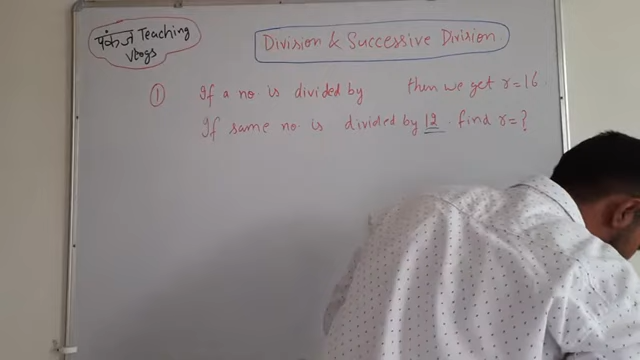 पंकज Teaching
Vlogs
Division & Successive Division
① If a no. is divided by then we get r=16.
If same no. is divided by 12. find r=?